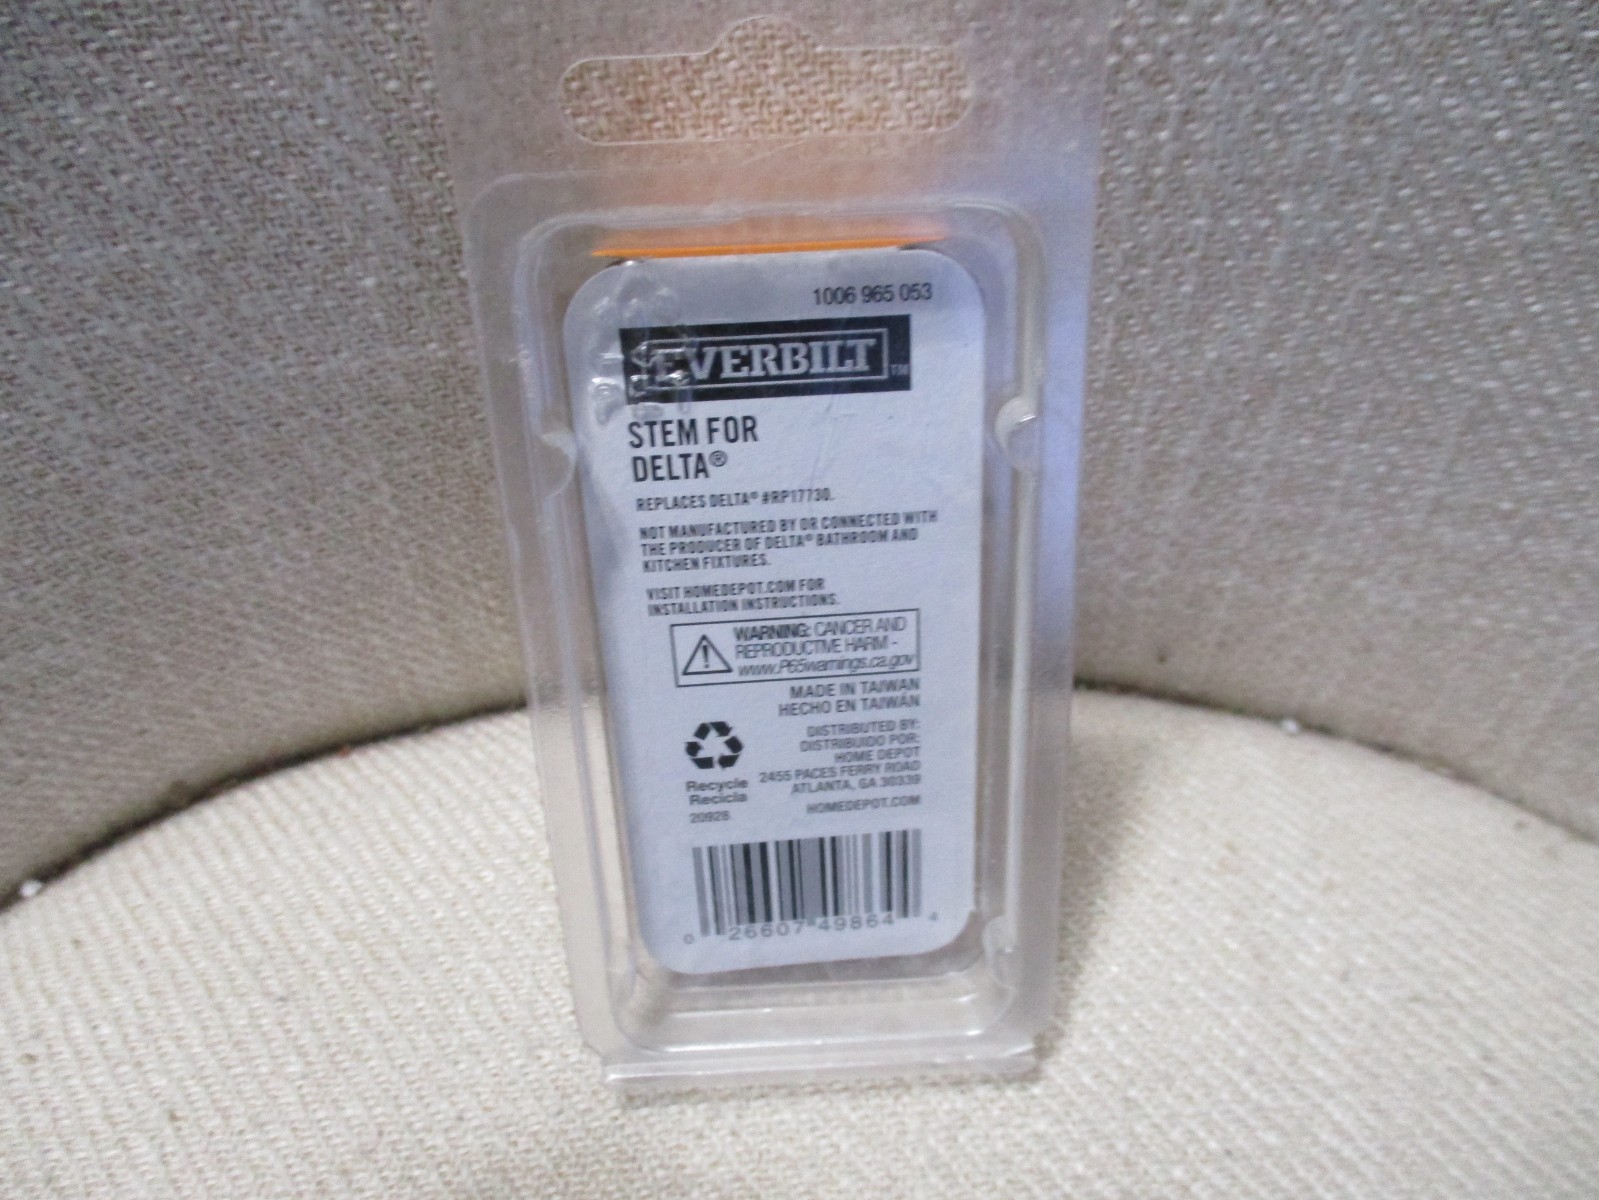 1006 965 053
EVERBILT™
STEM FOR
DELTA®
REPLACES DELTA® #RP17730.
NOT MANUFACTURED BY OR CONNECTED WITH
THE PRODUCER OF DELTA® BATHROOM AND
KITCHEN FIXTURES.
VISIT HOMEDEPOT.COM FOR
INSTALLATION INSTRUCTIONS.
WARNING: CANCER AND
REPRODUCTIVE HARM -
www.P65warnings.ca.gov
MADE IN TAIWAN
HECHO EN TAIWÁN
DISTRIBUTED BY:
DISTRIBUIDO POR:
HOME DEPOT
2455 PACES FERRY ROAD
ATLANTA, GA 30339
HOMEDEPOT.COM
Recycle
Recicla
20928
0 26607 49864 4